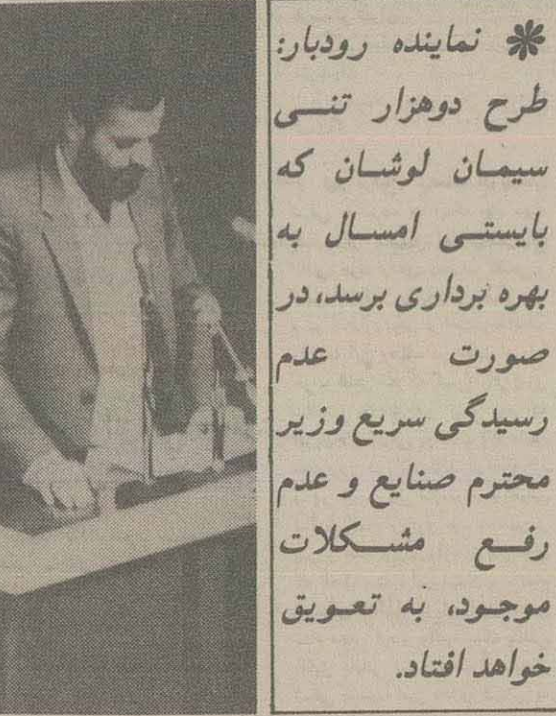 * نماینده رودبار:
طرح دوهزار تنی
سیمان لوشان که
بایستی امسال به
بهره برداری برسد، در
صورت عدم
رسیدگی سریع وزیر
محترم صنایع و عدم
رفع مشکلات
موجود، به تعویق
خواهد افتاد.